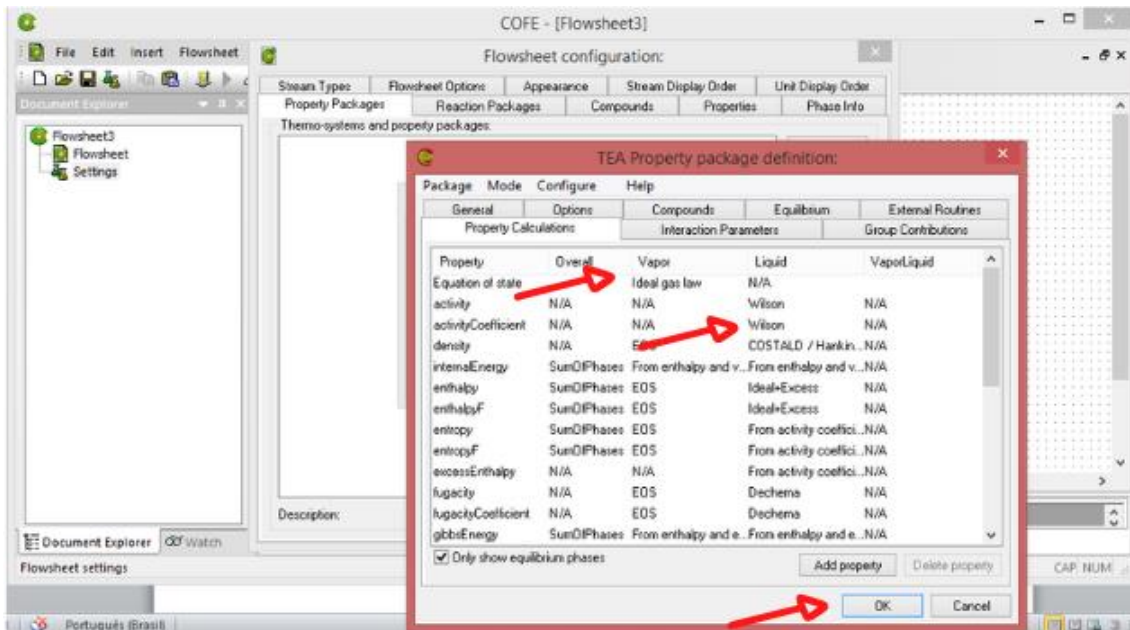 COFE - [Flowsheet3]
File Edit Insert Flowsheet
Flowsheet configuration:
Stream Types Flowsheet Options Appearance Stream Display Order Unit Display Order
Document Explorer
Property Packages Reaction Packages Compounds Properties Phase Info
Thermo-systems and property packages:
Flowsheet3
Flowsheet
Settings
TEA Property package definition:
Package Mode Configure Help
General Options Compounds Equilibrium External Routines
Property Calculations Interaction Parameters Group Contributions
Property Overall Vapor Liquid VaporLiquid
Equation of state Ideal gas law N/A
activity N/A N/A Wilson N/A
activityCoefficient N/A N/A Wilson N/A
density N/A EOS COSTALD / Hankin... N/A
internalEnergy SumOfPhases From enthalpy and v... From enthalpy and v... N/A
enthalpy SumOfPhases EOS Ideal+Excess N/A
enthalpyF SumOfPhases EOS Ideal+Excess N/A
entropy SumOfPhases EOS From activity coeffici... N/A
entropyF SumOfPhases EOS From activity coeffici... N/A
excessEnthalpy N/A N/A From activity coeffici... N/A
fugacity N/A EOS Dechema N/A
fugacityCoefficient N/A EOS Dechema N/A
gibbsEnergy SumOfPhases From enthalpy and e... From enthalpy and e... N/A
Only show equilibrium phases
Add property Delete property
OK Cancel
Description:
Document Explorer Watch
Flowsheet settings
CAP NUM
Português (Brasil)